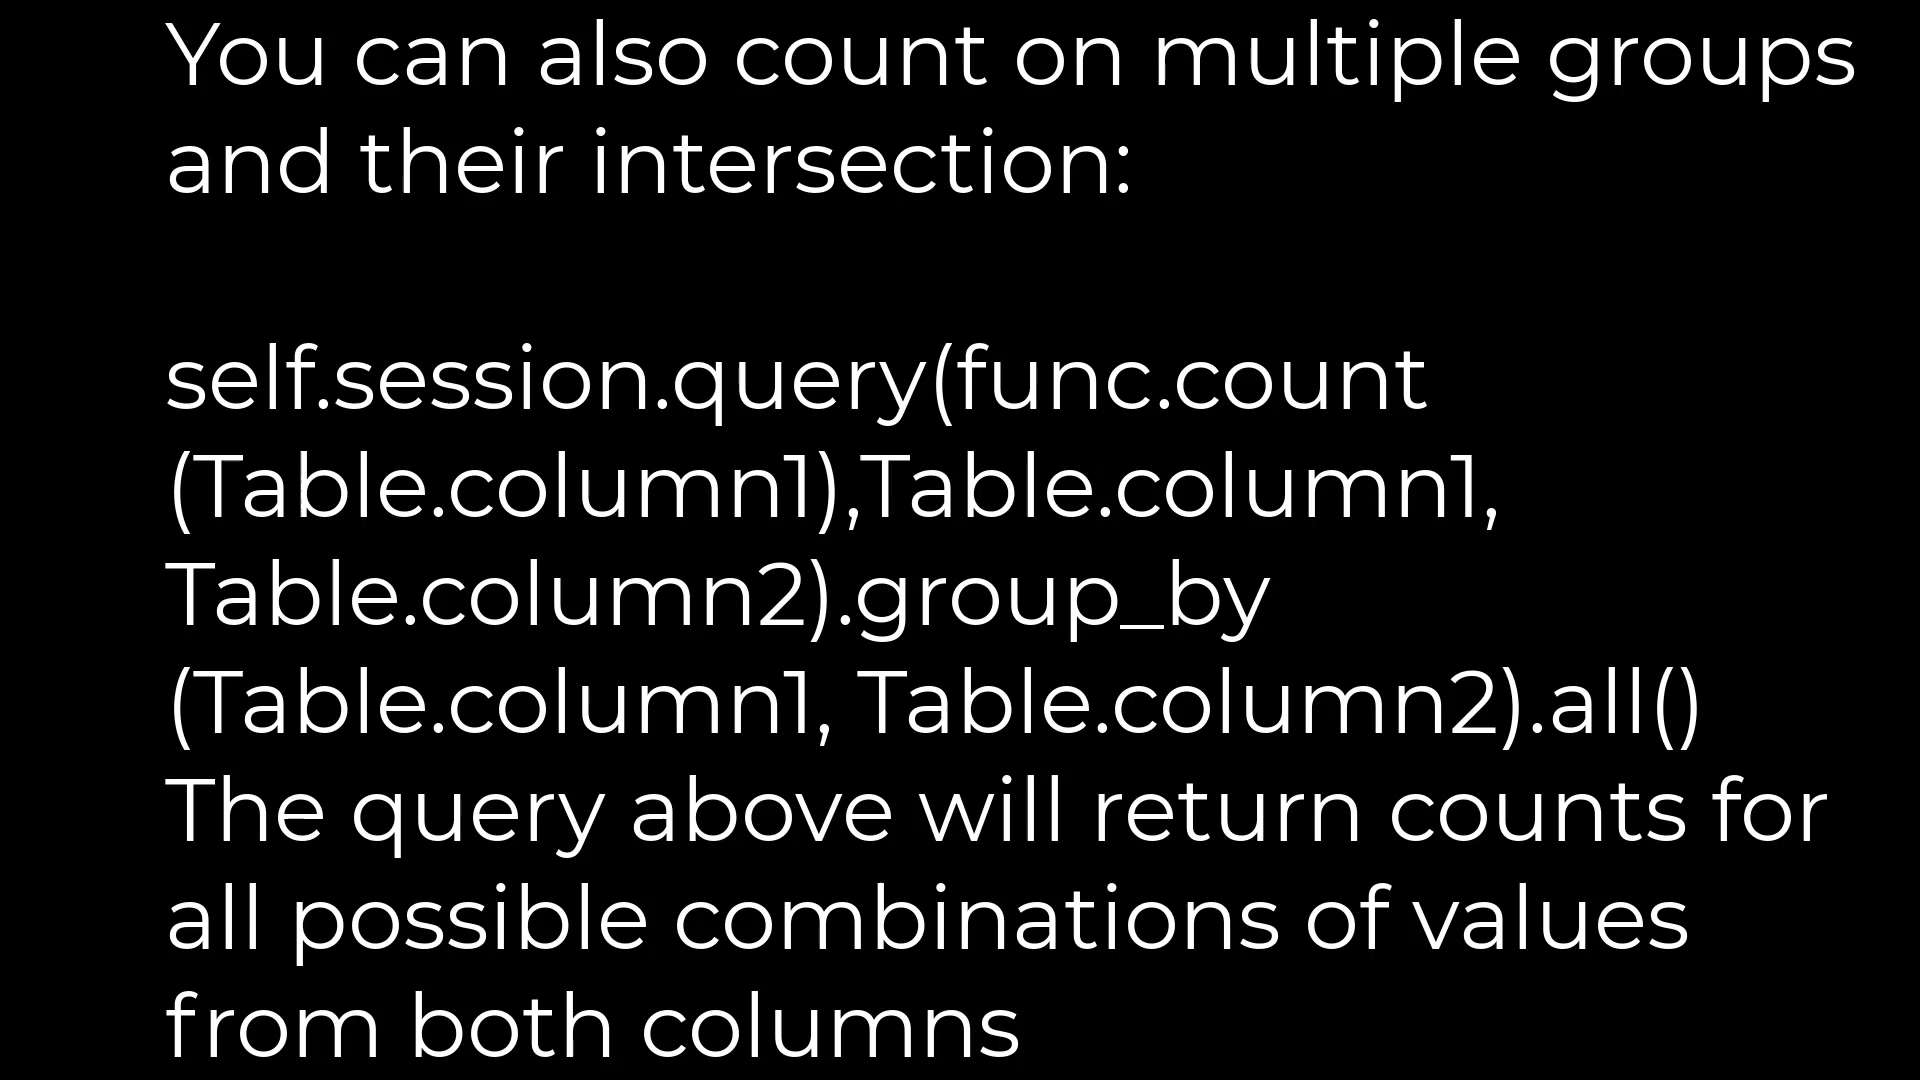 You can also count on multiple groups
and their intersection:
self.session.query(func.count
(Table.column1),Table.column1,
Table.column2).group_by
(Table.column1, Table.column2).all()
The query above will return counts for
all possible combinations of values
from both columns